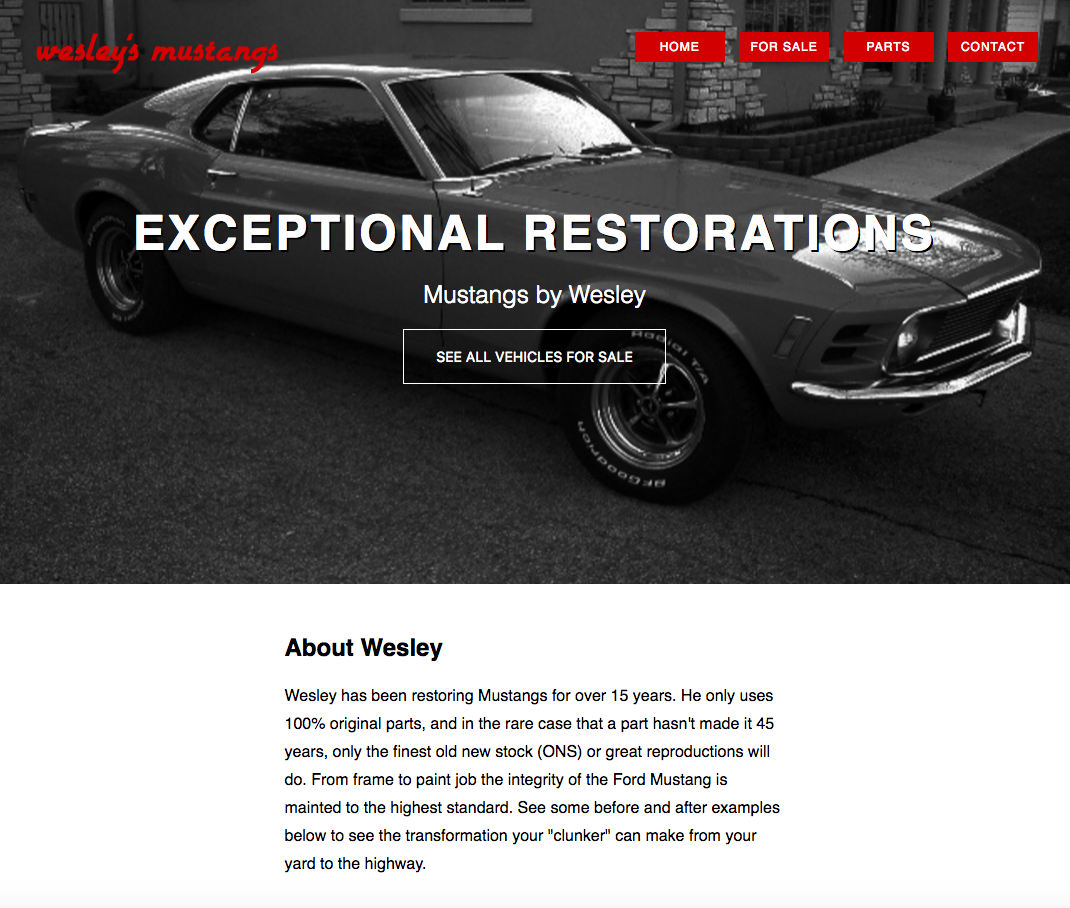 wesley's mustangs
HOME FOR SALE PARTS CONTACT
EXCEPTIONAL RESTORATIONS
Mustangs by Wesley
SEE ALL VEHICLES FOR SALE
Radial T/A
BFGoodrich
About Wesley
Wesley has been restoring Mustangs for over 15 years. He only uses
100% original parts, and in the rare case that a part hasn't made it 45
years, only the finest old new stock (ONS) or great reproductions will
do. From frame to paint job the integrity of the Ford Mustang is
mainted to the highest standard. See some before and after examples
below to see the transformation your "clunker" can make from your
yard to the highway.